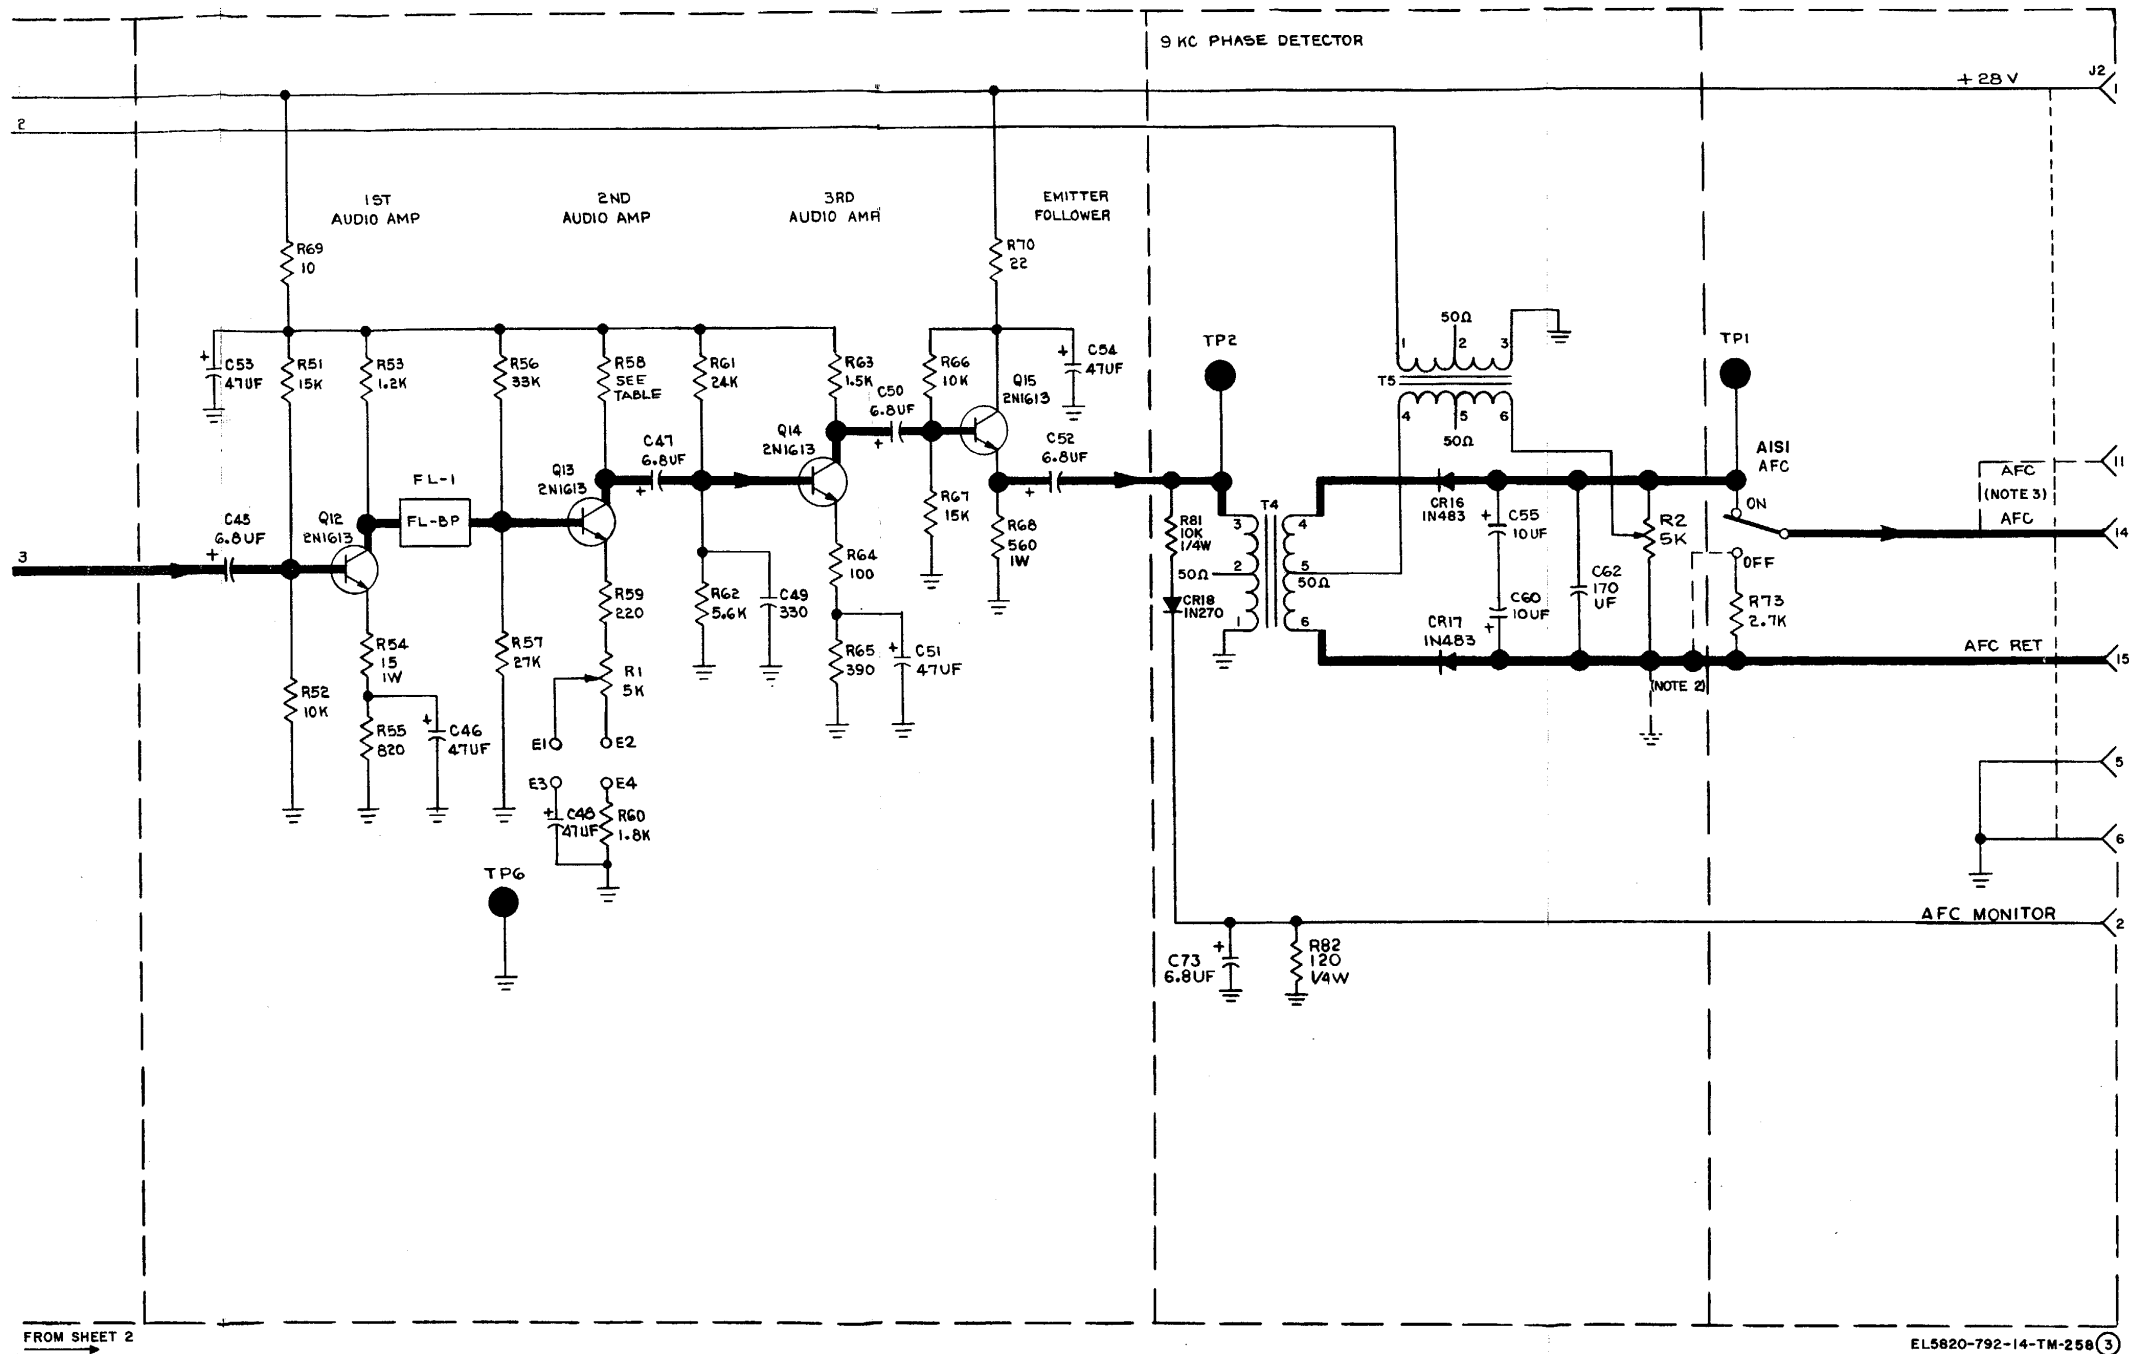 9 KC PHASE DETECTOR
+28V
J2
1
2
1ST
AUDIO AMP
2ND
AUDIO AMP
3RD
AUDIO AMP
EMITTER
FOLLOWER
R69
10
R70
22
C53
47UF
R51
15K
R53
1.2K
R56
33K
R58
SEE
TABLE
R61
24K
R63
1.5K
C50
6.8UF
R66
10K
Q15
2N1613
C54
47UF
TP2
50Ω
1
2
3
T5
4
5
6
50Ω
TP1
Q14
2N1613
C47
6.8UF
C52
6.8UF
A1S1
AFC
ON
OFF
11
AFC
(NOTE 3)
AFC
14
FL-1
FL-BP
Q13
2N1613
Q12
2N1613
C45
6.8UF
3
R67
15K
R68
560
1W
R81
10K
1/4W
T4
3
4
2
5
50Ω
50Ω
1
6
CR16
1N483
C55
10UF
R2
5K
C62
170
UF
C60
10UF
CR17
1N483
CR18
1N270
R73
2.7K
AFC RET
15
(NOTE 2)
R64
100
R59
220
R62
5.6K
C49
330
R54
15
1W
R57
27K
R65
390
C51
47UF
R1
5K
R52
10K
R55
820
C46
47UF
E1
E2
E3
E4
C48
47UF
R60
1.8K
5
6
TP6
AFC MONITOR
2
C73
6.8UF
R82
120
1/4W
FROM SHEET 2
EL5820-792-14-TM-258 3